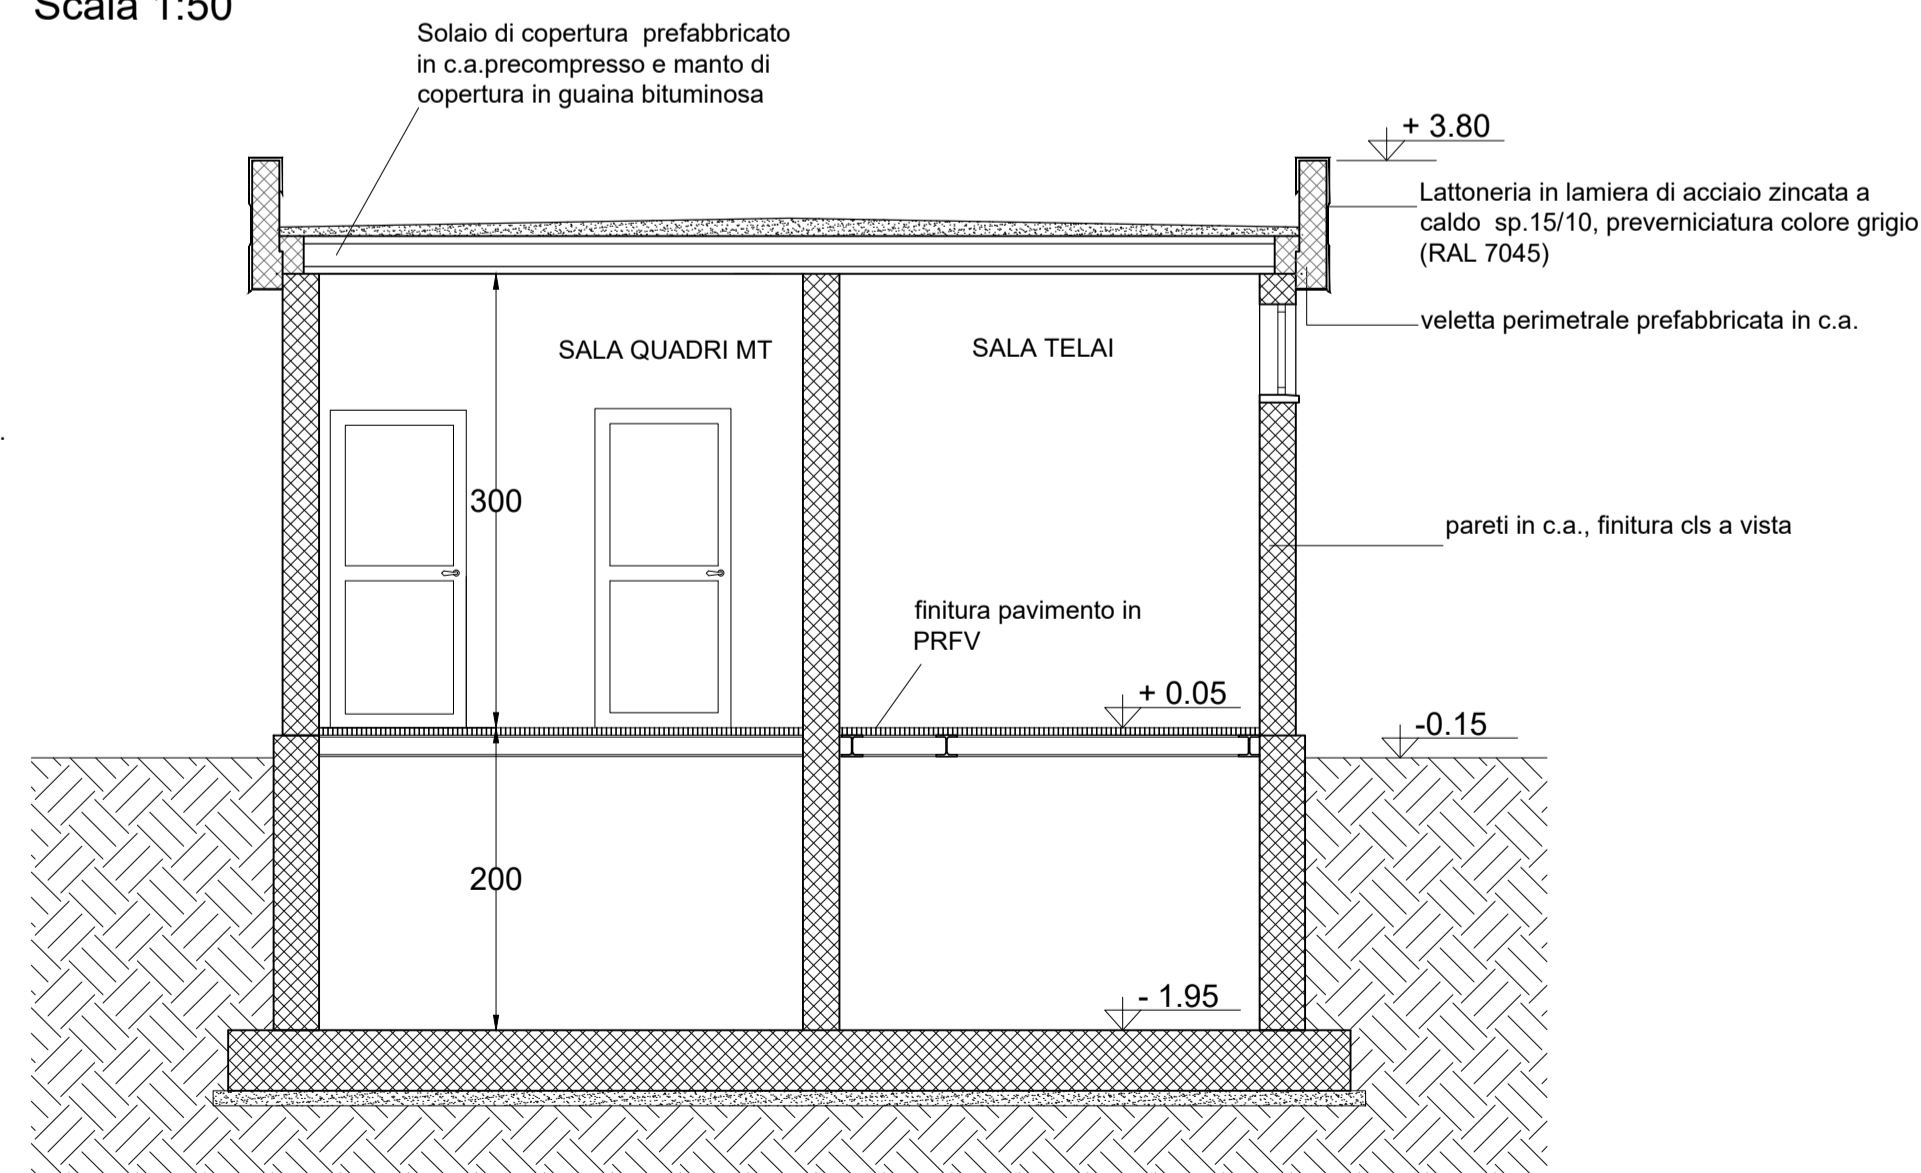 Scala 1:50
Solaio di copertura prefabbricato
in c.a.precompresso e manto di
copertura in guaina bituminosa
+ 3.80
Lattoneria in lamiera di acciaio zincata a
caldo sp.15/10, preverniciatura colore grigio
(RAL 7045)
veletta perimetrale prefabbricata in c.a.
SALA QUADRI MT
SALA TELAI
300
pareti in c.a., finitura cls a vista
finitura pavimento in
PRFV
+ 0.05
-0.15
200
- 1.95